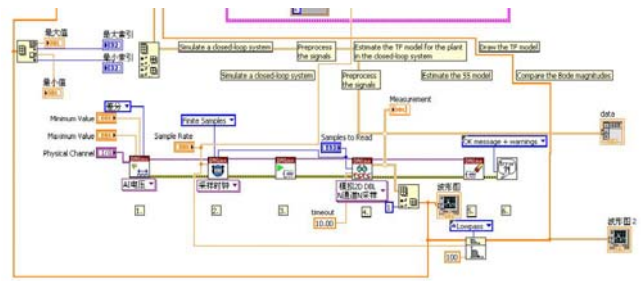 最大值
最大索引
I32
最小索引
I32
最小值
Simulate a closed-loop system
Preprocess the signals
Estimate the TF model for the plant in the closed-loop system
Draw the TF model
Simulate a closed-loop system
Preprocess the signals
Estimate the SS model
Compare the Bode magnitudes
Measurement
差分
Minimum Value
Maximum Value
Physical Channel
Finite Samples
Sample Rate
Samples to Read
OK message + warnings
data
AI电压
采样时钟
模拟2D DBL
N通道N采样
timeout
10.00
波形图
波形图 2
Lowpass
100
1.
2.
3.
4.
5.
6.